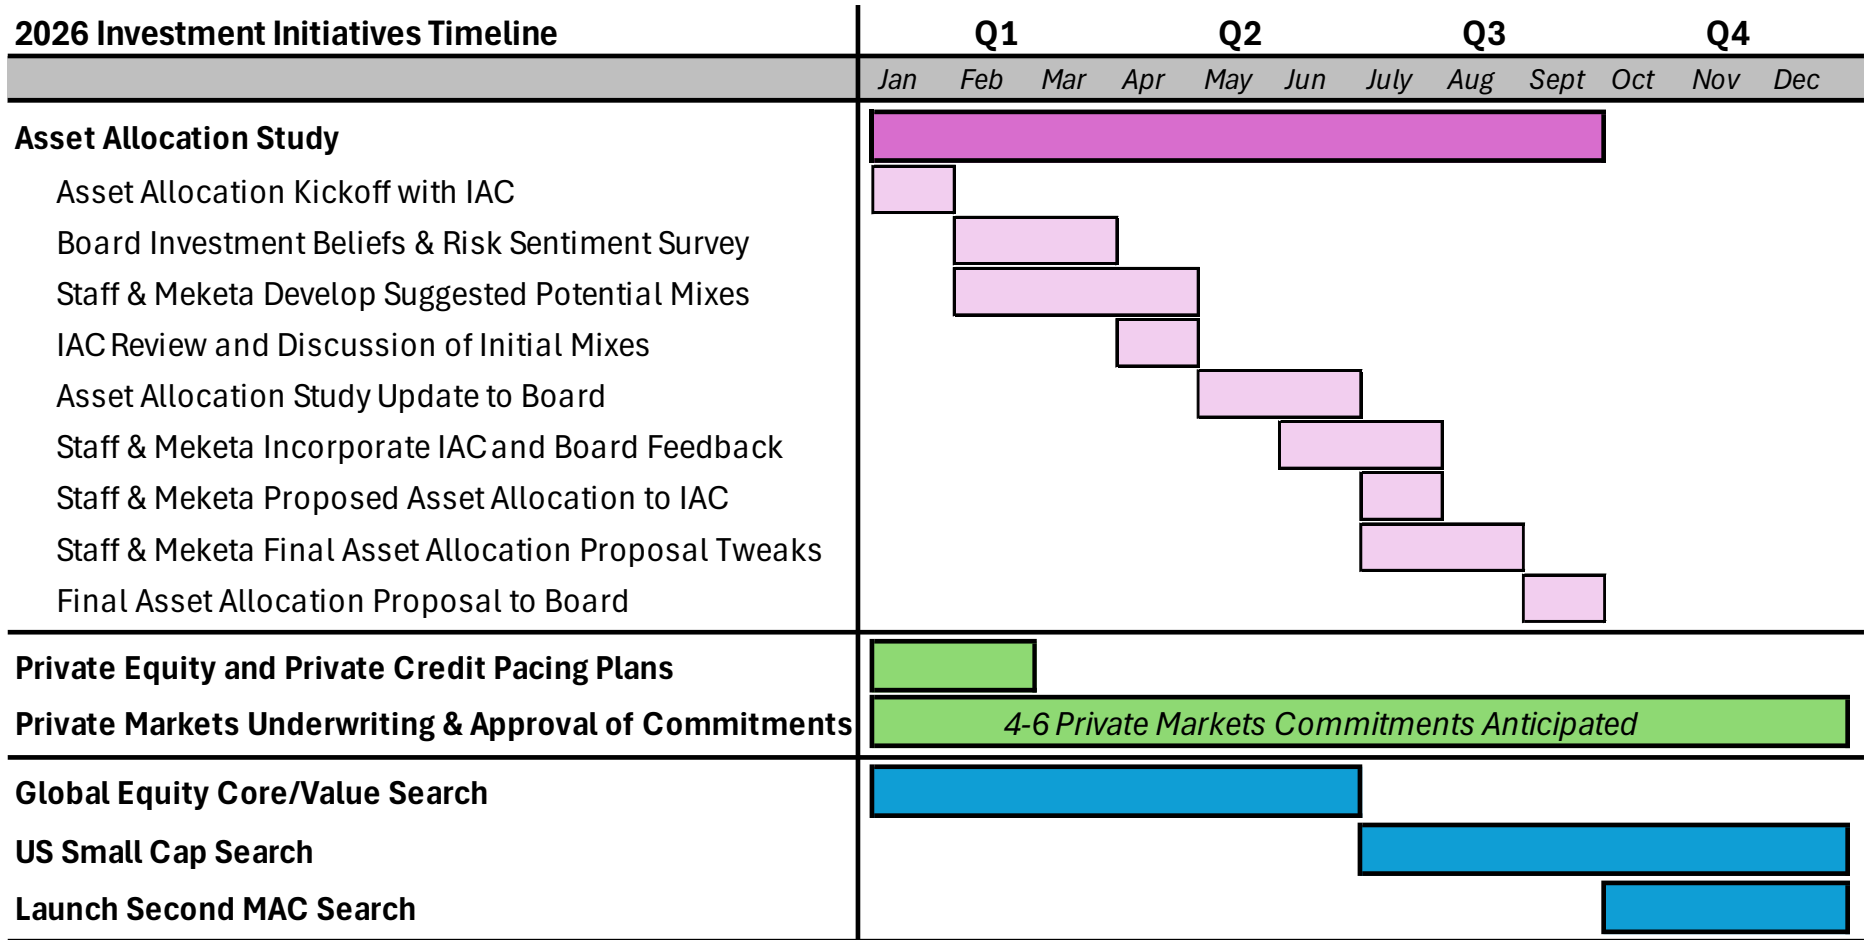 2026 Investment Initiatives Timeline Q1 Q2 Q3 Q4
Jan Feb Mar Apr May Jun July Aug Sept Oct Nov Dec
Asset Allocation Study
Asset Allocation Kickoff with IAC
Board Investment Beliefs & Risk Sentiment Survey
Staff & Meketa Develop Suggested Potential Mixes
IAC Review and Discussion of Initial Mixes
Asset Allocation Study Update to Board
Staff & Meketa Incorporate IAC and Board Feedback
Staff & Meketa Proposed Asset Allocation to IAC
Staff & Meketa Final Asset Allocation Proposal Tweaks
Final Asset Allocation Proposal to Board
Private Equity and Private Credit Pacing Plans
Private Markets Underwriting & Approval of Commitments 4-6 Private Markets Commitments Anticipated
Global Equity Core/Value Search
US Small Cap Search
Launch Second MAC Search